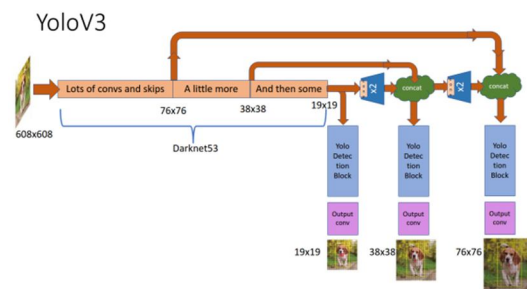 YoloV3
Lots of convs and skips
A little more
And then some
x2
concat
x2
concat
608x608
76x76
38x38
19x19
Darknet53
Yolo
Detec
tion
Block
Yolo
Detec
tion
Block
Yolo
Detec
tion
Block
Output
conv
Output
conv
Output
conv
19x19
38x38
76x76